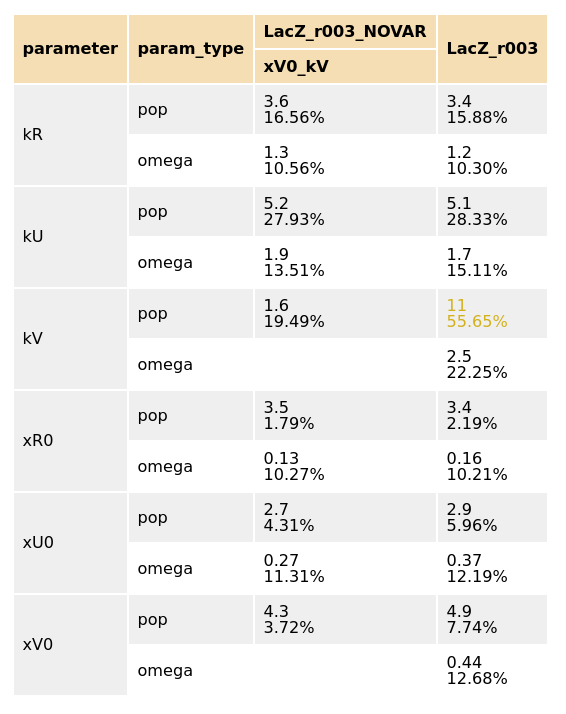 parameter param_type LacZ_r003_NOVAR LacZ_r003
xV0_kV
kR pop 3.6 3.4
16.56% 15.88%
omega 1.3 1.2
10.56% 10.30%
kU pop 5.2 5.1
27.93% 28.33%
omega 1.9 1.7
13.51% 15.11%
kV pop 1.6 11
19.49% 55.65%
omega 2.5
22.25%
xR0 pop 3.5 3.4
1.79% 2.19%
omega 0.13 0.16
10.27% 10.21%
xU0 pop 2.7 2.9
4.31% 5.96%
omega 0.27 0.37
11.31% 12.19%
xV0 pop 4.3 4.9
3.72% 7.74%
omega 0.44
12.68%